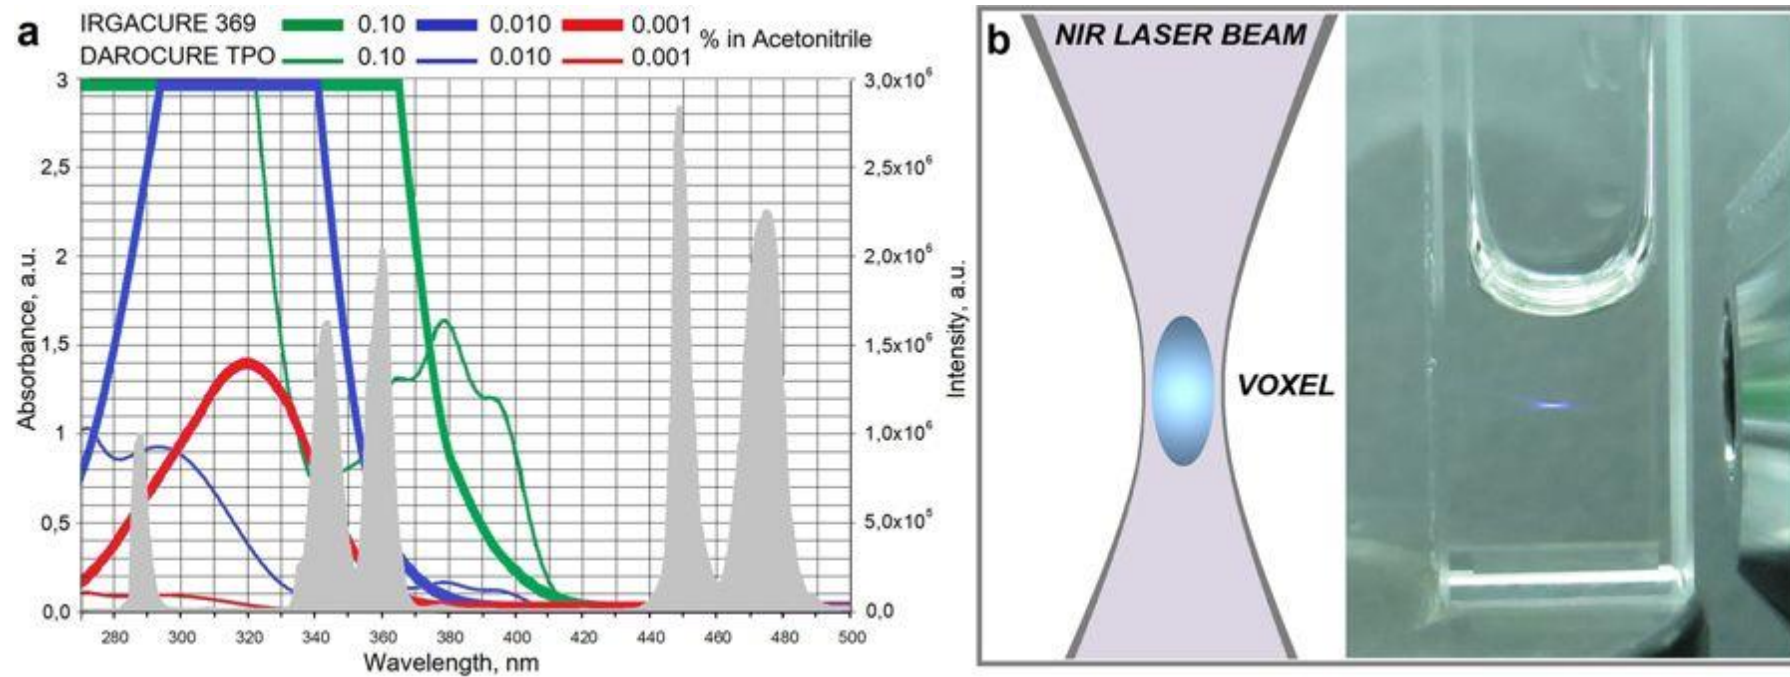 a
IRGACURE 369 0.10 0.010 0.001
DAROCURE TPO 0.10 0.010 0.001
% in Acetonitrile
3
2,5
2
1,5
1
0,5
0,0
Absorbance, a.u.
3,0x10⁶
2,5x10⁶
2,0x10⁶
1,5x10⁶
1,0x10⁶
5,0x10⁵
0,0
Intensity, a.u.
280 300 320 340 360 380 400 420 440 460 480 500
Wavelength, nm
b
NIR LASER BEAM
VOXEL